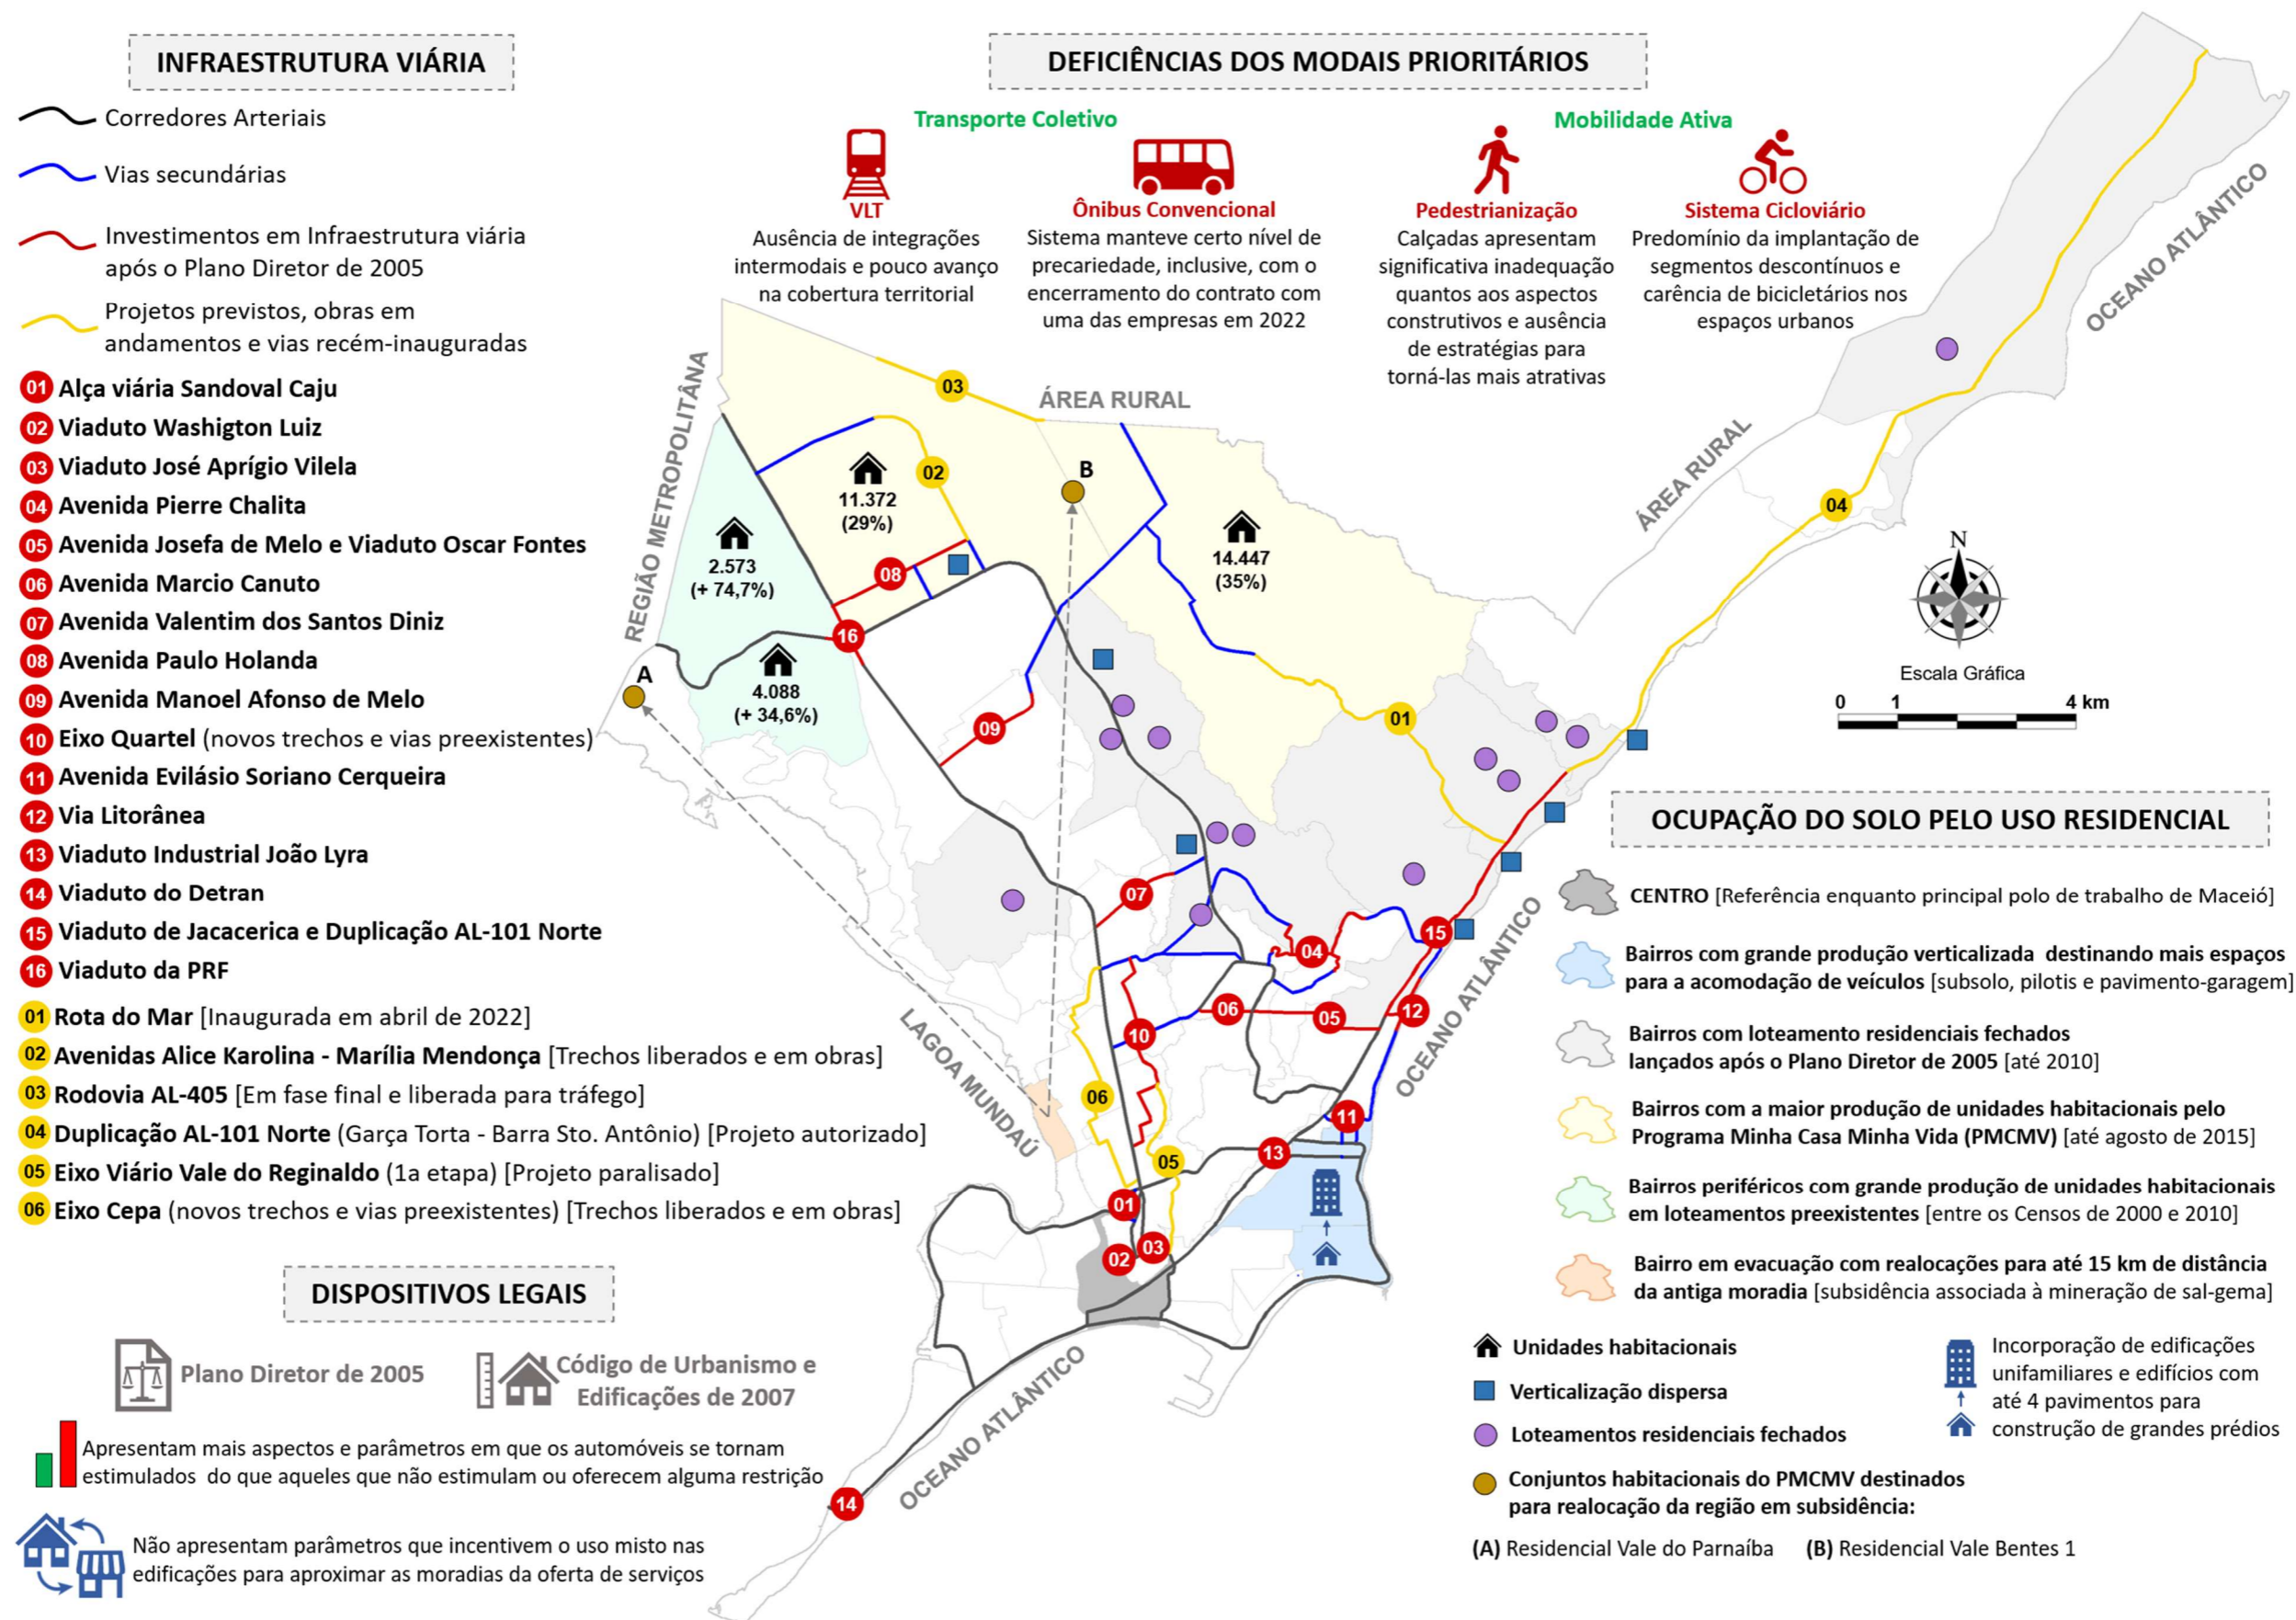 INFRAESTRUTURA VIÁRIA
Corredores Arteriais
Vias secundárias
Investimentos em Infraestrutura viária
após o Plano Diretor de 2005
Projetos previstos, obras em
andamentos e vias recém-inauguradas
01 Alça viária Sandoval Caju
02 Viaduto Washigton Luiz
03 Viaduto José Aprígio Vilela
04 Avenida Pierre Chalita
05 Avenida Josefa de Melo e Viaduto Oscar Fontes
06 Avenida Marcio Canuto
07 Avenida Valentim dos Santos Diniz
08 Avenida Paulo Holanda
09 Avenida Manoel Afonso de Melo
10 Eixo Quartel (novos trechos e vias preexistentes)
11 Avenida Evilásio Soriano Cerqueira
12 Via Litorânea
13 Viaduto Industrial João Lyra
14 Viaduto do Detran
15 Viaduto de Jacacerica e Duplicação AL-101 Norte
16 Viaduto da PRF
01 Rota do Mar [Inaugurada em abril de 2022]
02 Avenidas Alice Karolina - Marília Mendonça [Trechos liberados e em obras]
03 Rodovia AL-405 [Em fase final e liberada para tráfego]
04 Duplicação AL-101 Norte (Garça Torta - Barra Sto. Antônio) [Projeto autorizado]
05 Eixo Viário Vale do Reginaldo (1a etapa) [Projeto paralisado]
06 Eixo Cepa (novos trechos e vias preexistentes) [Trechos liberados e em obras]
DISPOSITIVOS LEGAIS
Plano Diretor de 2005
Código de Urbanismo e
Edificações de 2007
Apresentam mais aspectos e parâmetros em que os automóveis se tornam
estimulados do que aqueles que não estimulam ou oferecem alguma restrição
Não apresentam parâmetros que incentivem o uso misto nas
edificações para aproximar as moradias da oferta de serviços
DEFICIÊNCIAS DOS MODAIS PRIORITÁRIOS
Transporte Coletivo
Mobilidade Ativa
VLT
Ausência de integrações
intermodais e pouco avanço
na cobertura territorial
Ônibus Convencional
Sistema manteve certo nível de
precariedade, inclusive, com o
encerramento do contrato com
uma das empresas em 2022
Pedestrianização
Calçadas apresentam
significativa inadequação
quantos aos aspectos
construtivos e ausência
de estratégias para
torná-las mais atrativas
Sistema Cicloviário
Predomínio da implantação de
segmentos descontínuos e
carência de bicicletários nos
espaços urbanos
REGIÃO METROPOLITÂNA
ÁREA RURAL
ÁREA RURAL
OCEANO ATLÂNTICO
OCEANO ATLÂNTICO
OCEANO ATLÂNTICO
LAGOA MUNDAÚ
03
02
11.372
(29%)
B
2.573
(+ 74,7%)
08
14.447
(35%)
16
A
4.088
(+ 34,6%)
09
01
04
07
15
04
06
05
12
10
06
11
13
05
01
03
02
14
N
Escala Gráfica
0 1 4 km
OCUPAÇÃO DO SOLO PELO USO RESIDENCIAL
CENTRO [Referência enquanto principal polo de trabalho de Maceió]
Bairros com grande produção verticalizada destinando mais espaços
para a acomodação de veículos [subsolo, pilotis e pavimento-garagem]
Bairros com loteamento residenciais fechados
lançados após o Plano Diretor de 2005 [até 2010]
Bairros com a maior produção de unidades habitacionais pelo
Programa Minha Casa Minha Vida (PMCMV) [até agosto de 2015]
Bairros periféricos com grande produção de unidades habitacionais
em loteamentos preexistentes [entre os Censos de 2000 e 2010]
Bairro em evacuação com realocações para até 15 km de distância
da antiga moradia [subsidência associada à mineração de sal-gema]
Unidades habitacionais
Verticalização dispersa
Loteamentos residenciais fechados
Conjuntos habitacionais do PMCMV destinados
para realocação da região em subsidência:
(A) Residencial Vale do Parnaíba (B) Residencial Vale Bentes 1
Incorporação de edificações
unifamiliares e edifícios com
até 4 pavimentos para
construção de grandes prédios